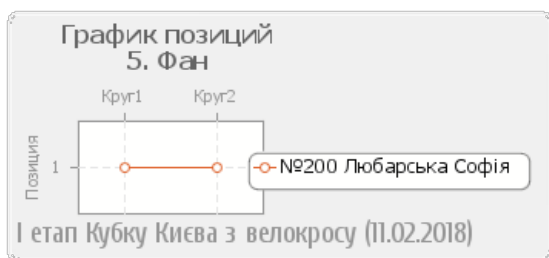 График позиций
5. Фан
Круг1 Круг2
Позиция
1
№200 Любарська Софія
І етап Кубку Києва з велокросу (11.02.2018)